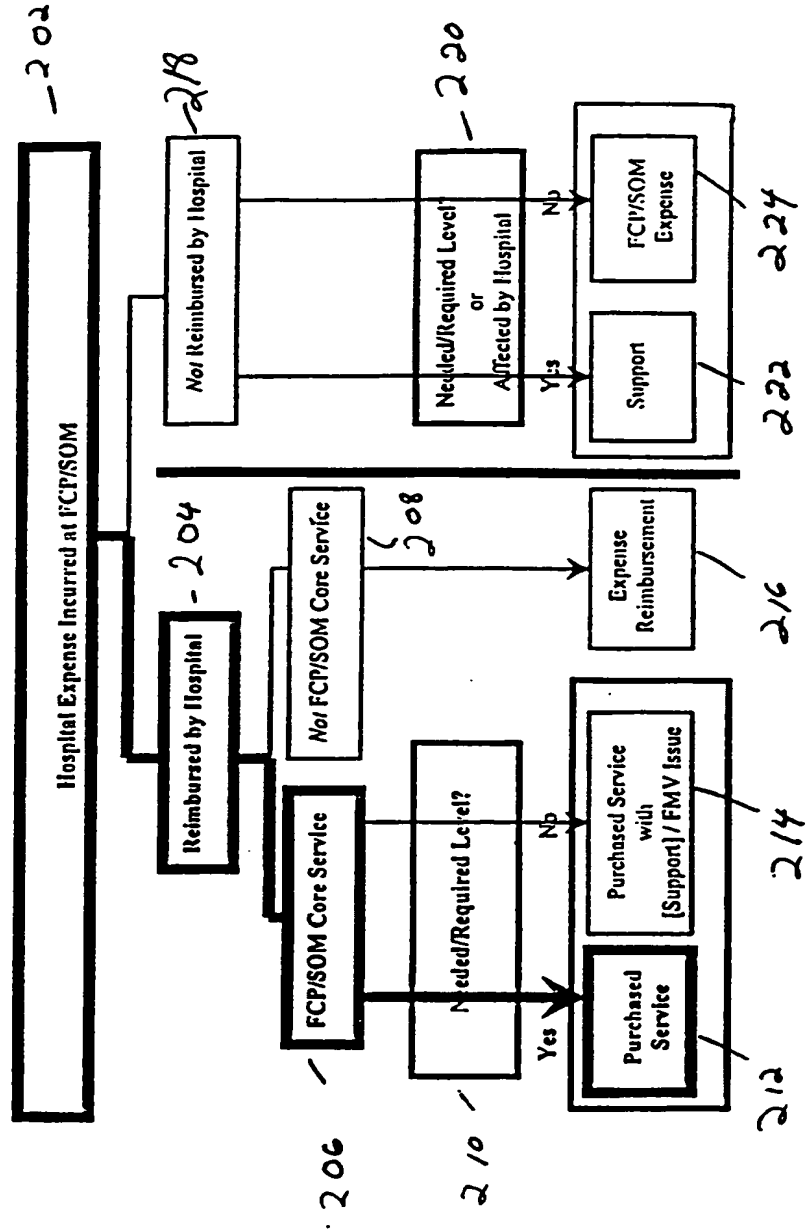 Hospital Expense Incurred at FCP/SOM
202
Reimbursed by Hospital
204
Not Reimbursed by Hospital
218
FCP/SOM Core Service
206
Not FCP/SOM Core Service
208
Needed/Required Level?
210
Needed/Required Level
or
Affected by Hospital
220
Yes
No
Yes
No
Purchased
Service
212
Purchased Service
with
[Support] / FMV Issue
214
Expense
Reimbursement
216
Support
222
FCP/SOM
Expense
224